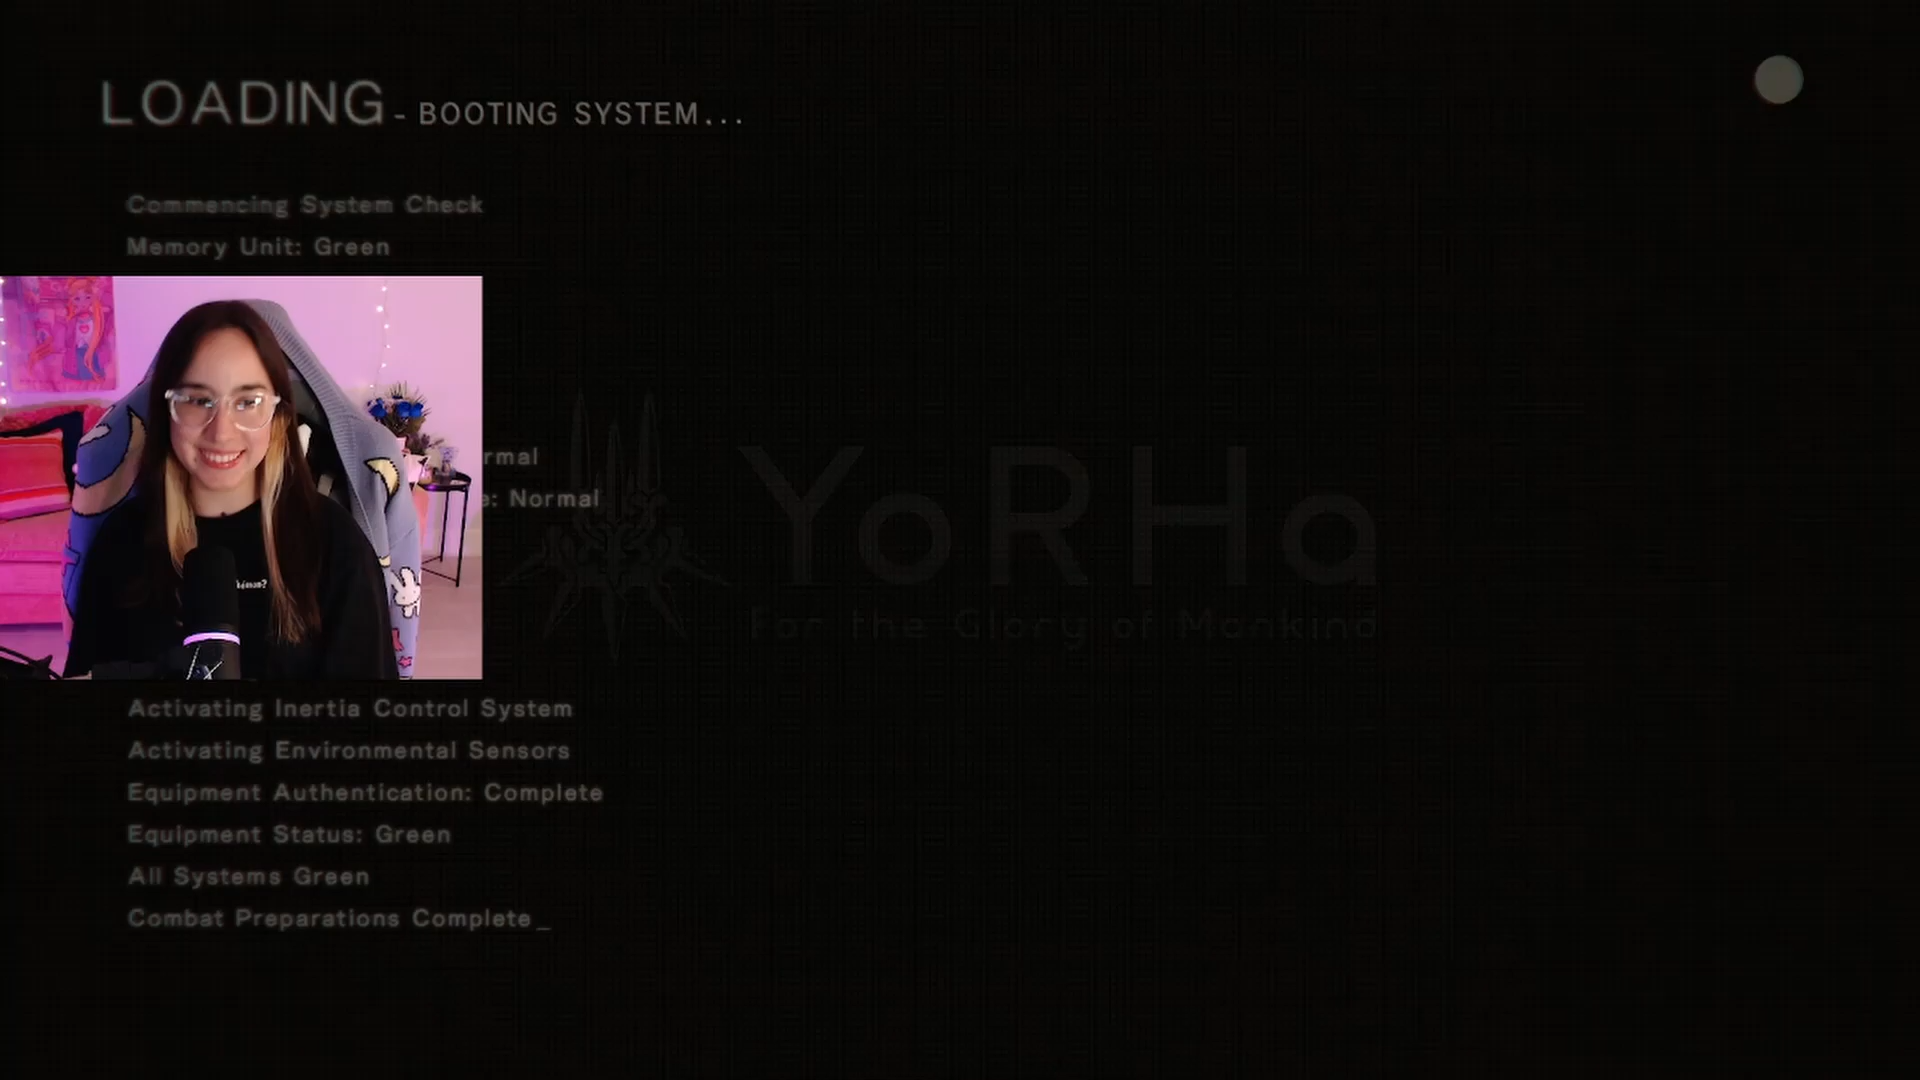 LOADING - BOOTING SYSTEM...
Commencing System Check
Memory Unit: Green
rmal
e: Normal
YoRHa
For the Glory of Mankind
Activating Inertia Control System
Activating Environmental Sensors
Equipment Authentication: Complete
Equipment Status: Green
All Systems Green
Combat Preparations Complete_